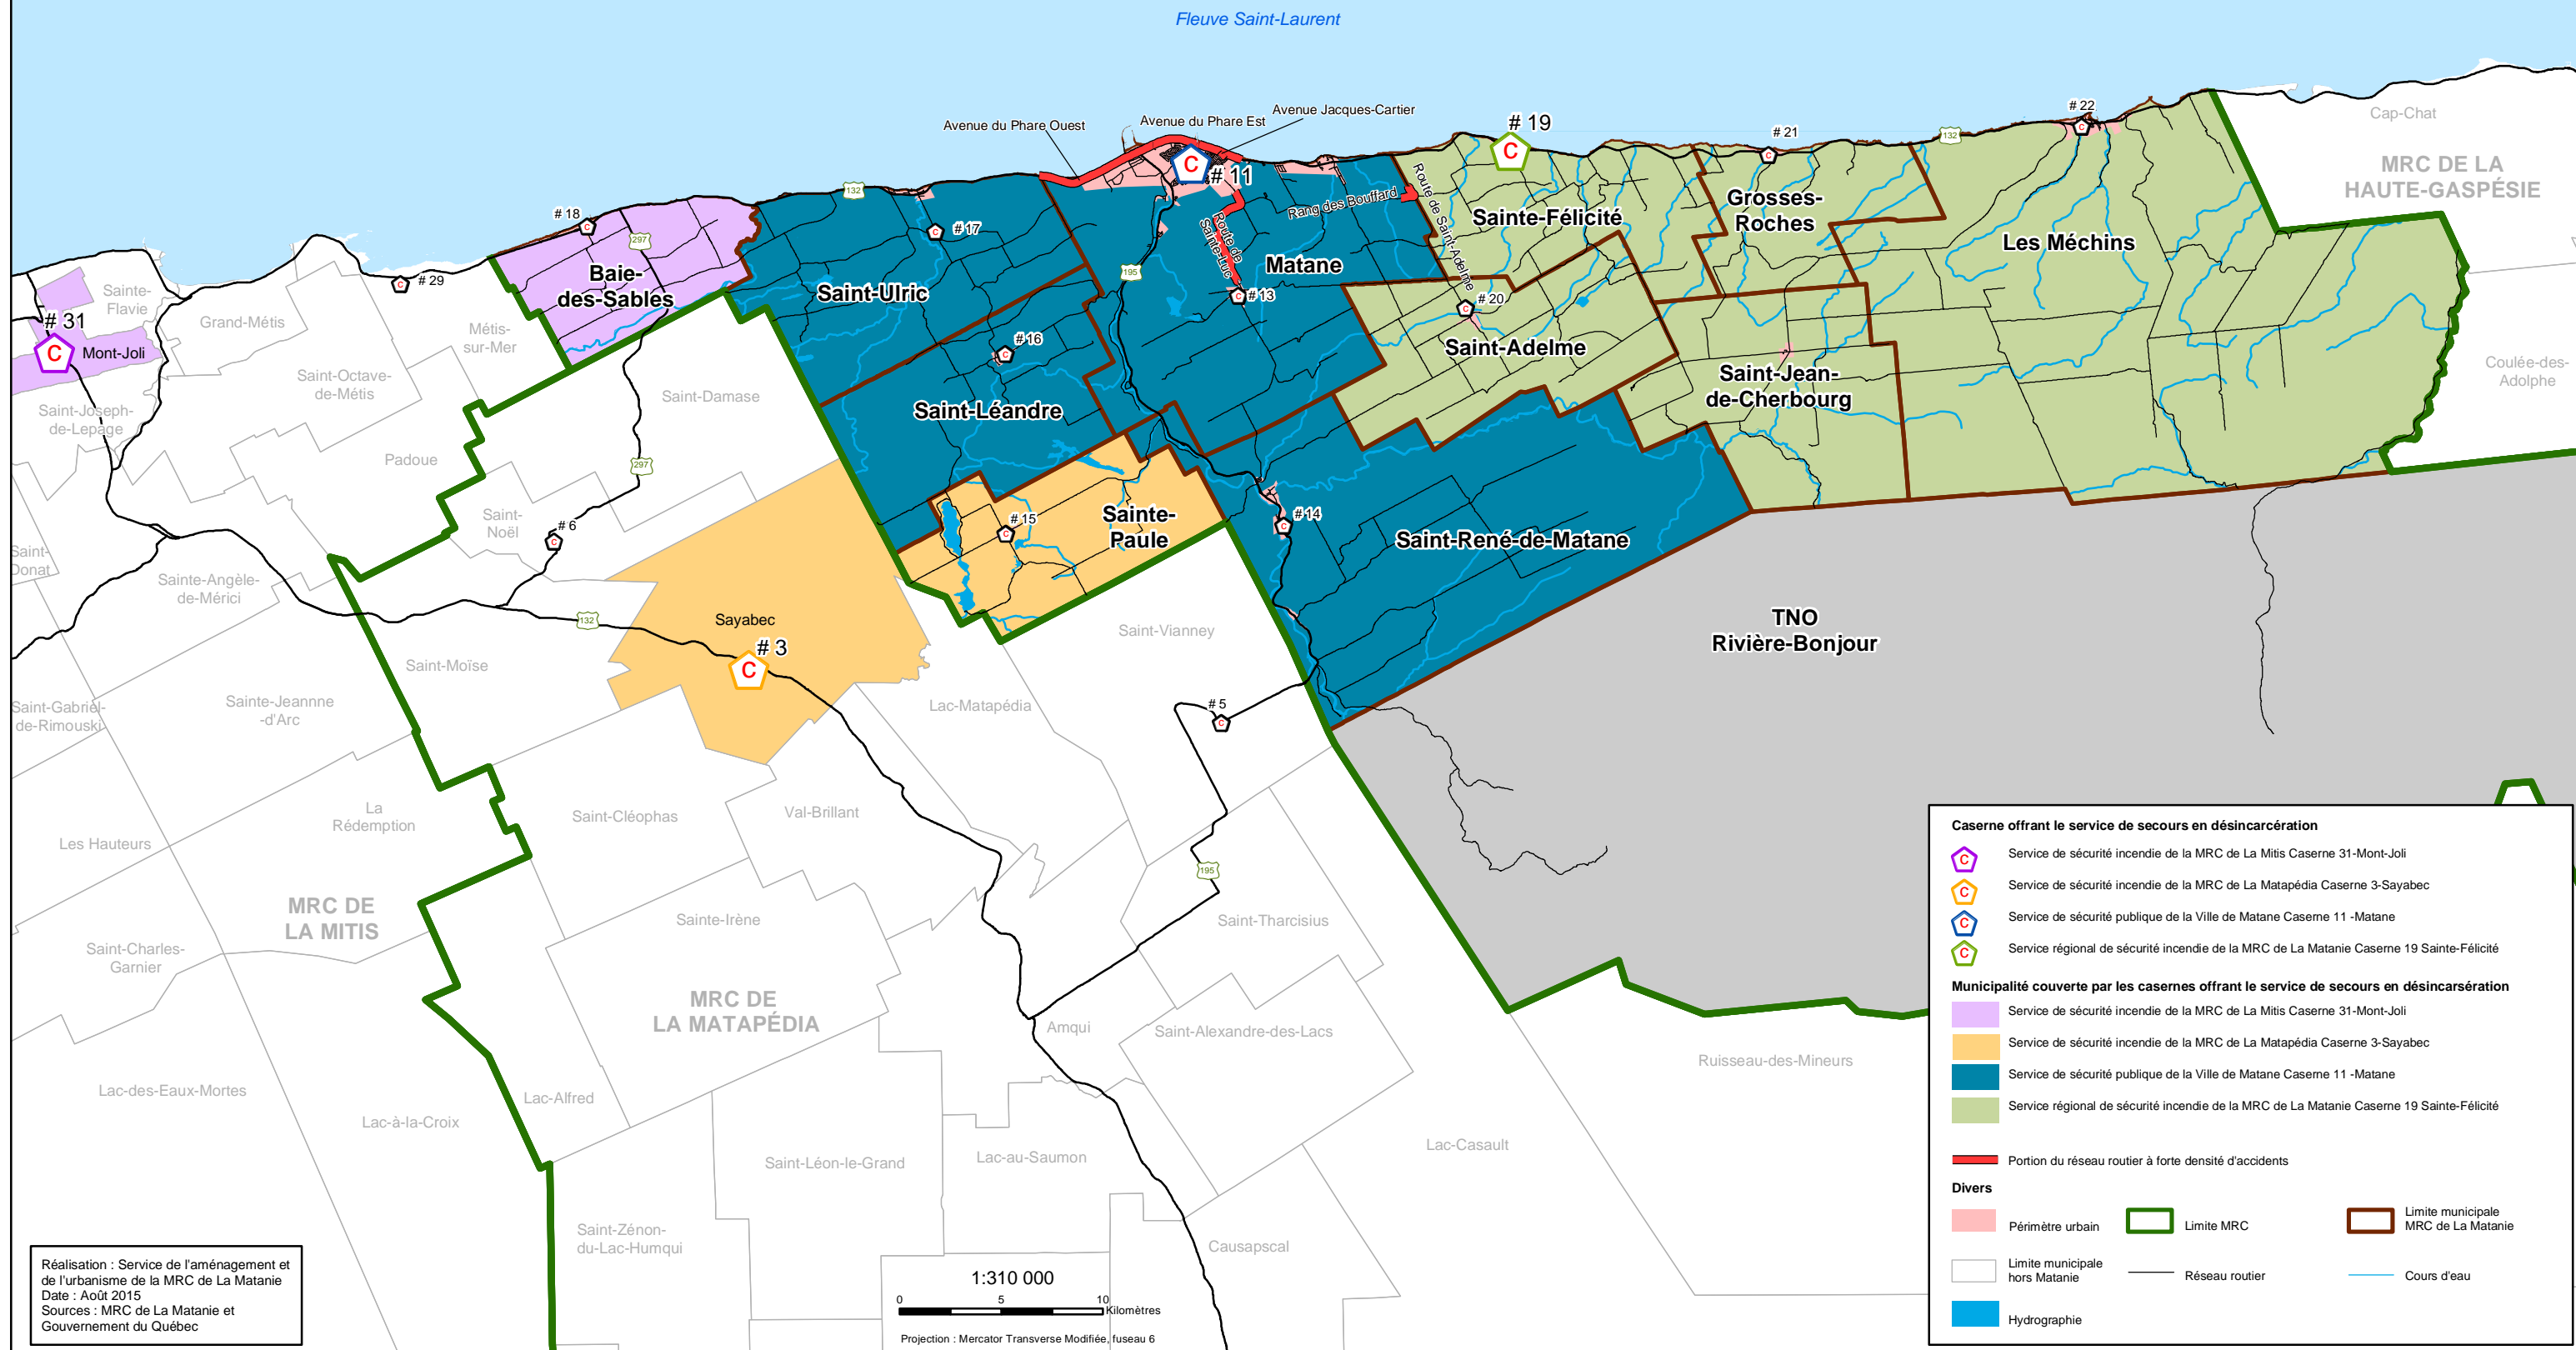 Fleuve Saint-Laurent
Avenue du Phare Ouest
Avenue du Phare Est
Avenue Jacques-Cartier
# 19
# 21
# 22
132
Cap-Chat
MRC DE LA
HAUTE-GASPÉSIE
# 11
C
132
# 18
297
# 17
Route de
Sainte-Luc
Rang des Bouffard
Route de Saint-Adelme
Sainte-Félicité
Grosses-
Roches
Les Méchins
Baie-
des-Sables
Saint-Ulric
195
Matane
# 13
# 20
# 29
Sainte-
Flavie
# 31
C
Mont-Joli
Grand-Métis
Métis-
sur-Mer
Saint-Octave-
de-Métis
Saint-Joseph-
de-Lepage
Saint-Damase
# 16
Saint-Léandre
Saint-Adelme
Saint-Jean-
de-Cherbourg
Coulée-des-
Adolphe
Padoue
297
Saint-
Noël
# 6
# 15
Sainte-
Paule
# 14
Saint-René-de-Matane
Saint-
Donat
Sainte-Angèle-
de-Mérici
132
Sayabec
# 3
C
Saint-Vianney
TNO
Rivière-Bonjour
Saint-Moïse
Sainte-Jeannne
-d'Arc
Saint-Gabriel-
de-Rimouski
Lac-Matapédia
# 5
La
Rédemption
Les Hauteurs
Saint-Cléophas
Val-Brillant
195
MRC DE
LA MITIS
Sainte-Irène
Saint-Tharcisius
Saint-Charles-
Garnier
MRC DE
LA MATAPÉDIA
Amqui
Saint-Alexandre-des-Lacs
Ruisseau-des-Mineurs
Lac-des-Eaux-Mortes
Lac-Alfred
Lac-à-la-Croix
Saint-Léon-le-Grand
Lac-au-Saumon
Lac-Casault
Saint-Zénon-
du-Lac-Humqui
Causapscal
Réalisation : Service de l'aménagement et
de l'urbanisme de la MRC de La Matanie
Date : Août 2015
Sources : MRC de La Matanie et
Gouvernement du Québec
1:310 000
0 5 10
Kilomètres
Projection : Mercator Transverse Modifiée, fuseau 6
Caserne offrant le service de secours en désincarcération
C Service de sécurité incendie de la MRC de La Mitis Caserne 31-Mont-Joli
C Service de sécurité incendie de la MRC de La Matapédia Caserne 3-Sayabec
C Service de sécurité publique de la Ville de Matane Caserne 11 -Matane
C Service régional de sécurité incendie de la MRC de La Matanie Caserne 19 Sainte-Félicité
Municipalité couverte par les casernes offrant le service de secours en désincarsération
Service de sécurité incendie de la MRC de La Mitis Caserne 31-Mont-Joli
Service de sécurité incendie de la MRC de La Matapédia Caserne 3-Sayabec
Service de sécurité publique de la Ville de Matane Caserne 11 -Matane
Service régional de sécurité incendie de la MRC de La Matanie Caserne 19 Sainte-Félicité
Portion du réseau routier à forte densité d'accidents
Divers
Périmètre urbain
Limite MRC
Limite municipale
MRC de La Matanie
Limite municipale
hors Matanie
Réseau routier
Cours d'eau
Hydrographie